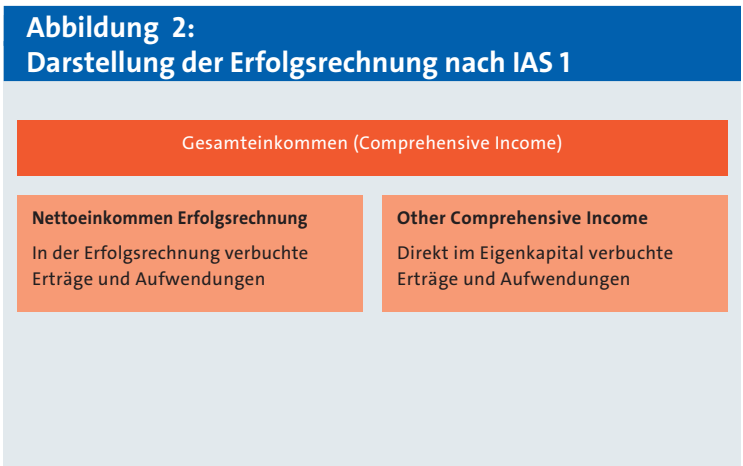 Abbildung 2:
Darstellung der Erfolgsrechnung nach IAS 1
Gesamteinkommen (Comprehensive Income)
Nettoeinkommen Erfolgsrechnung
In der Erfolgsrechnung verbuchte
Erträge und Aufwendungen
Other Comprehensive Income
Direkt im Eigenkapital verbuchte
Erträge und Aufwendungen